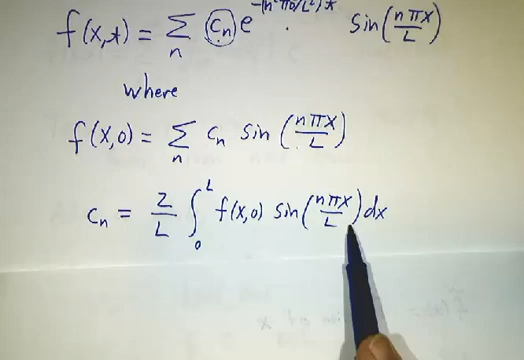 f(x,t) = Σ_n c_n e^{-(n²π²D/L²)t} · sin(nπx/L)
where
f(x,0) = Σ_n c_n sin(nπx/L)
c_n = 2/L ∫_0^L f(x,0) sin(nπx/L) dx